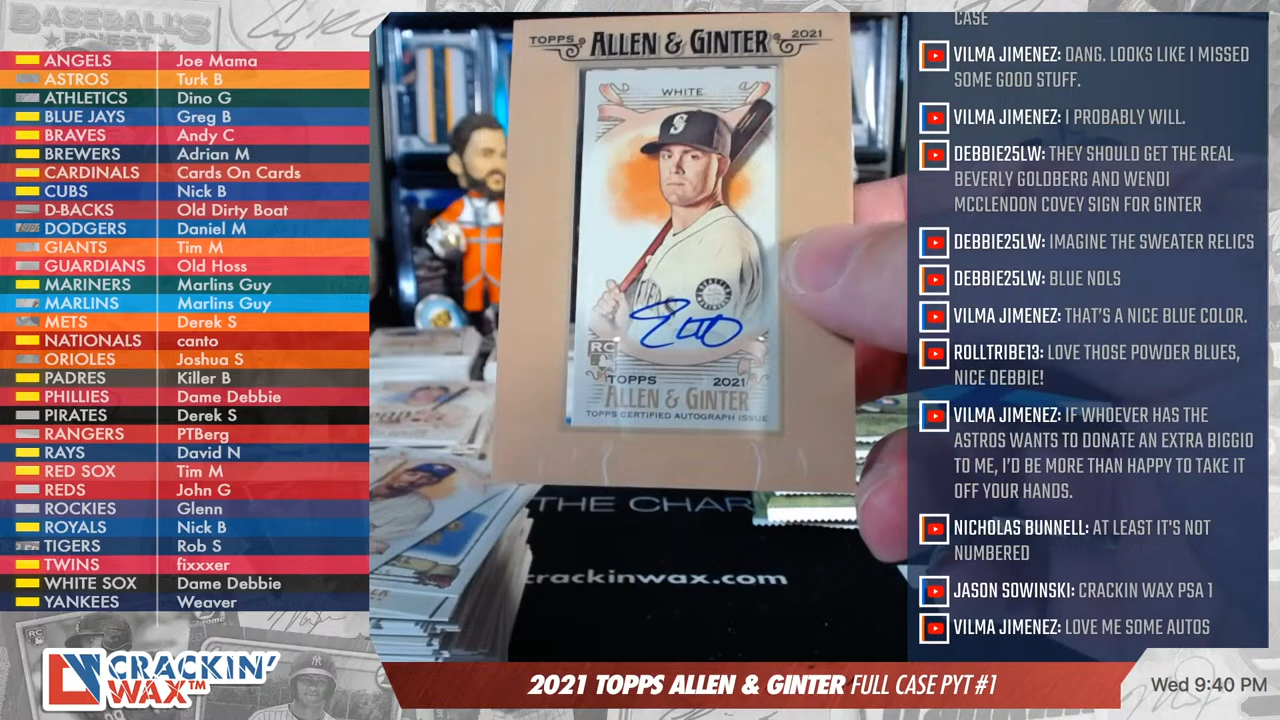 BASEBALL'S
FINEST
ANGELS Joe Mama
ASTROS Turk B
ATHLETICS Dino G
BLUE JAYS Greg B
BRAVES Andy C
BREWERS Adrian M
CARDINALS Cards On Cards
CUBS Nick B
D-BACKS Old Dirty Boat
DODGERS Daniel M
GIANTS Tim M
GUARDIANS Old Hoss
MARINERS Marlins Guy
MARLINS Marlins Guy
METS Derek S
NATIONALS canto
ORIOLES Joshua S
PADRES Killer B
PHILLIES Dame Debbie
PIRATES Derek S
RANGERS PTBerg
RAYS David N
RED SOX Tim M
REDS John G
ROCKIES Glenn
ROYALS Nick B
TIGERS Rob S
TWINS fixxxer
WHITE SOX Dame Debbie
YANKEES Weaver
RC
CRACKIN'
WAX™
TOPPS ALLEN & GINTER 2021
WHITE
S
RC
TOPPS 2021
ALLEN & GINTER
TOPPS CERTIFIED AUTOGRAPH ISSUE
THE CHAR
crackinwax.com
CASE
VILMA JIMENEZ: DANG. LOOKS LIKE I MISSED
SOME GOOD STUFF.
VILMA JIMENEZ: I PROBABLY WILL.
DEBBIE25LW: THEY SHOULD GET THE REAL
BEVERLY GOLDBERG AND WENDI
MCCLENDON COVEY SIGN FOR GINTER
DEBBIE25LW: IMAGINE THE SWEATER RELICS
DEBBIE25LW: BLUE NOLS
VILMA JIMENEZ: THAT'S A NICE BLUE COLOR.
ROLLTRIBE13: LOVE THOSE POWDER BLUES,
NICE DEBBIE!
VILMA JIMENEZ: IF WHOEVER HAS THE
ASTROS WANTS TO DONATE AN EXTRA BIGGIO
TO ME, I'D BE MORE THAN HAPPY TO TAKE IT
OFF YOUR HANDS.
NICHOLAS BUNNELL: AT LEAST IT'S NOT
NUMBERED
JASON SOWINSKI: CRACKIN WAX PSA 1
VILMA JIMENEZ: LOVE ME SOME AUTOS
2021 TOPPS ALLEN & GINTER FULL CASE PYT #1
Wed 9:40 PM